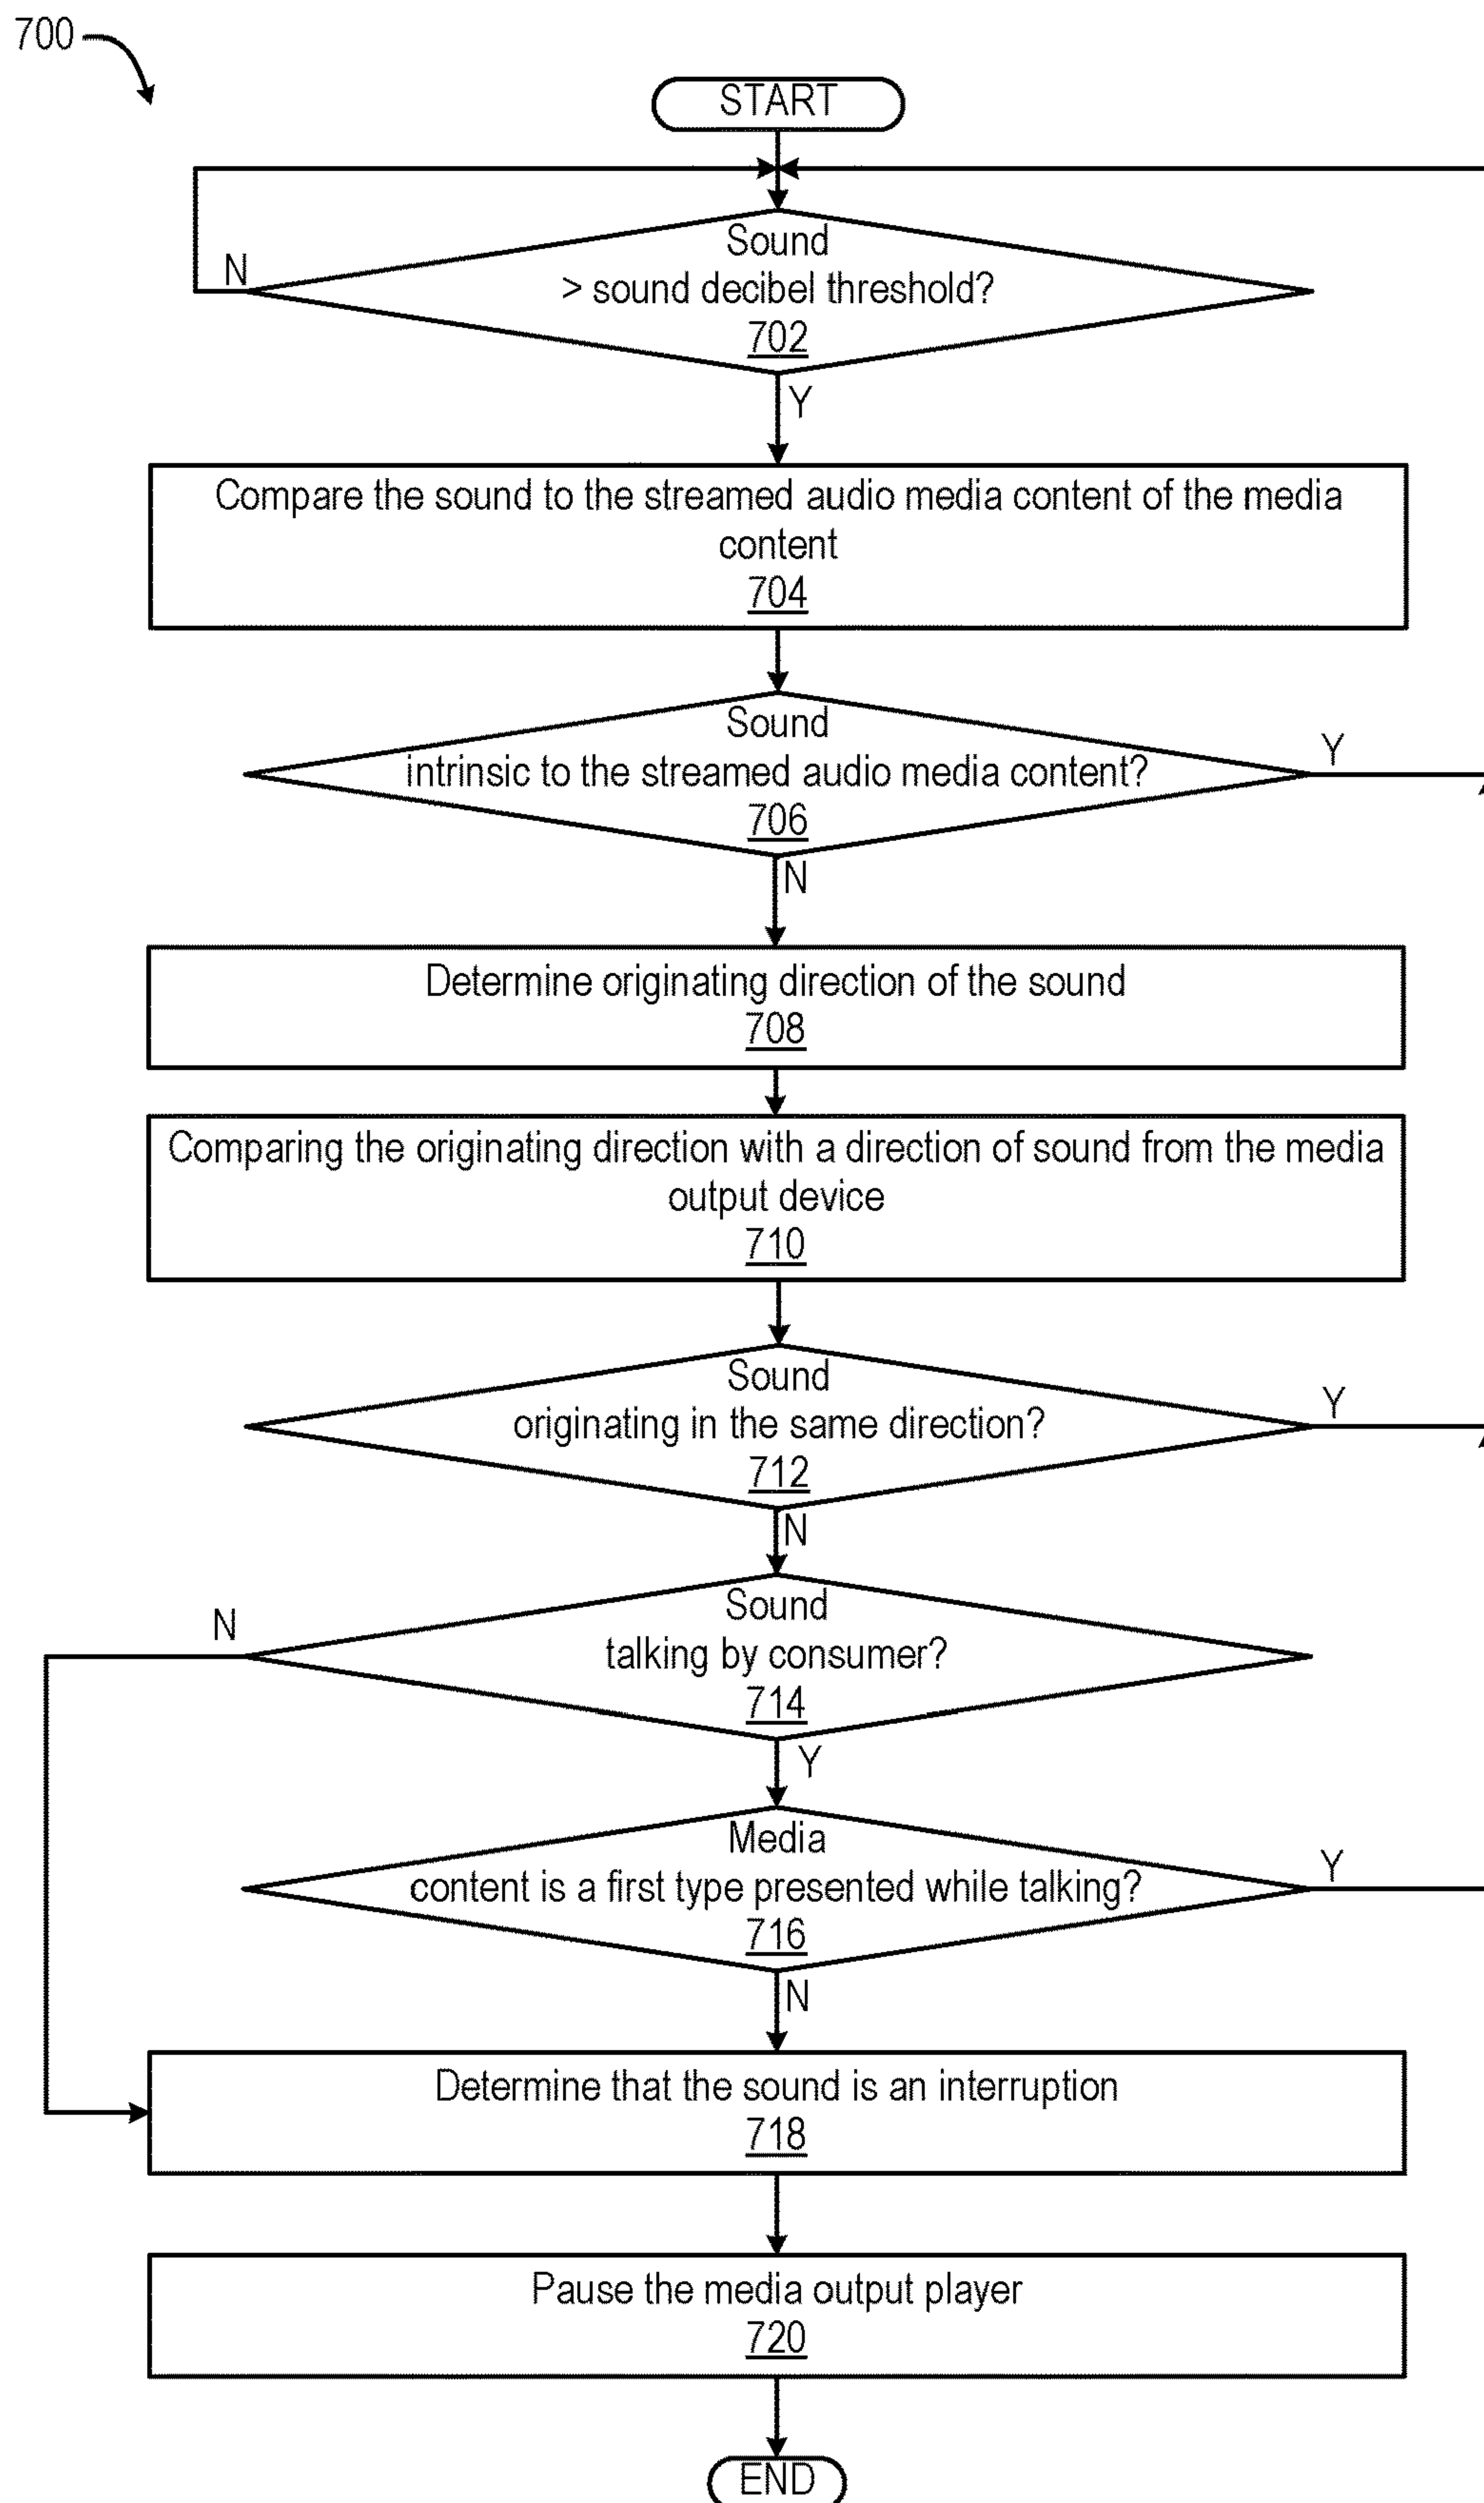 700
START
Sound
> sound decibel threshold?
702
N
Y
Compare the sound to the streamed audio media content of the media
content
704
Sound
intrinsic to the streamed audio media content?
706
Y
N
Determine originating direction of the sound
708
Comparing the originating direction with a direction of sound from the media
output device
710
Sound
originating in the same direction?
712
Y
N
Sound
talking by consumer?
714
N
Y
Media
content is a first type presented while talking?
716
Y
N
Determine that the sound is an interruption
718
Pause the media output player
720
END